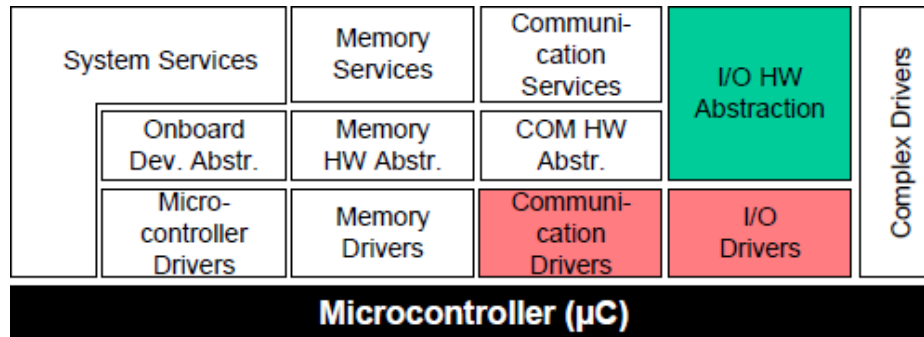 System Services
Memory
Services
Communi-
cation
Services
I/O HW
Abstraction
Complex Drivers
Onboard
Dev. Abstr.
Memory
HW Abstr.
COM HW
Abstr.
Micro-
controller
Drivers
Memory
Drivers
Communi-
cation
Drivers
I/O
Drivers
Microcontroller (µC)